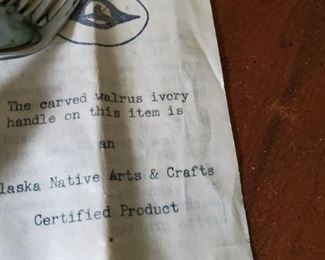 The carved walrus ivory
handle on this item is
an
laska Native Arts & Crafts
Certified Product